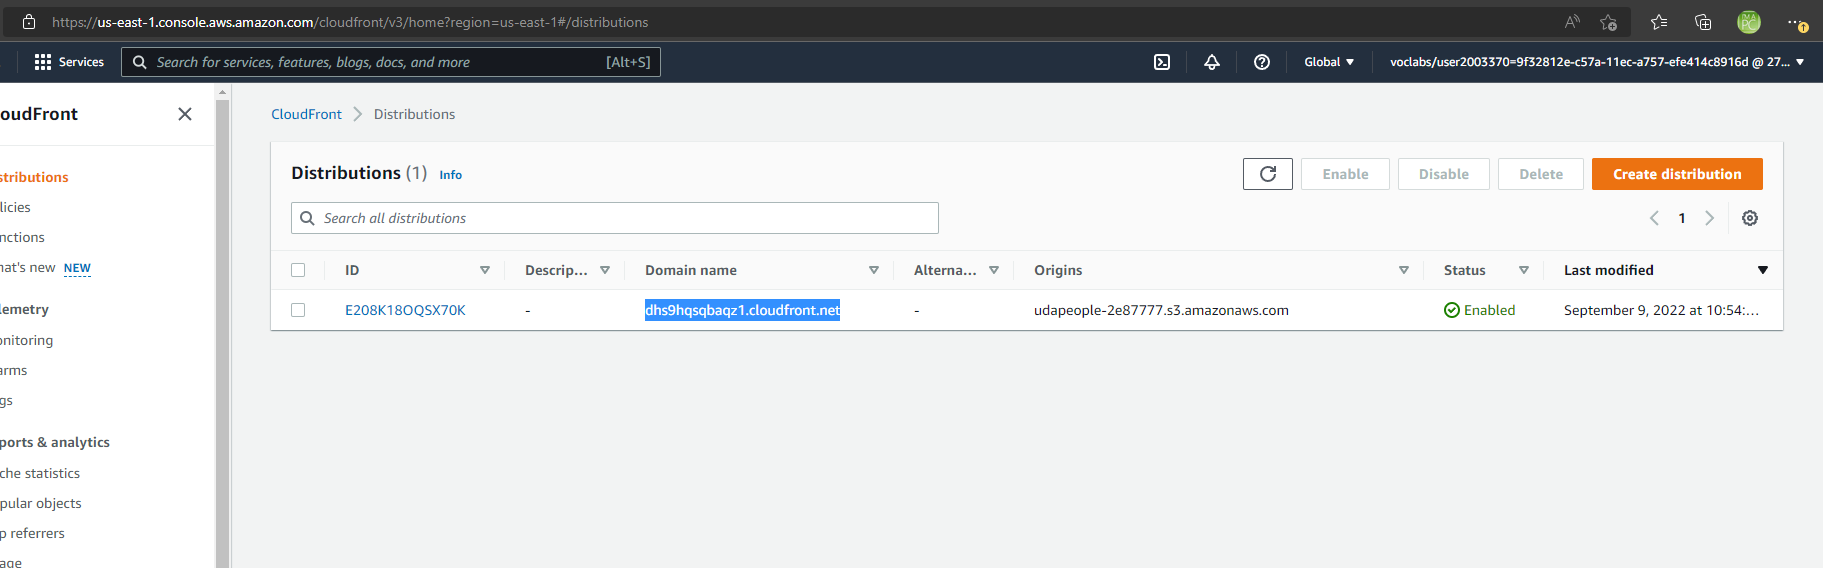 https://us-east-1.console.aws.amazon.com/cloudfront/v3/home?region=us-east-1#/distributions
Services
Search for services, features, blogs, docs, and more [Alt+S]
Global
voclabs/user2003370=9f32812e-c57a-11ec-a757-efe414c8916d @ 27...
oudFront
stributions
licies
nctions
nat's new NEW
lemetry
onitoring
arms
gs
ports & analytics
che statistics
pular objects
p referrers
age
CloudFront > Distributions
Distributions (1) Info
Enable
Disable
Delete
Create distribution
Search all distributions
1
ID Descrip... Domain name Alterna... Origins Status Last modified
E208K18OQSX70K - dhs9hqsqbaqz1.cloudfront.net - udapeople-2e87777.s3.amazonaws.com Enabled September 9, 2022 at 10:54:...